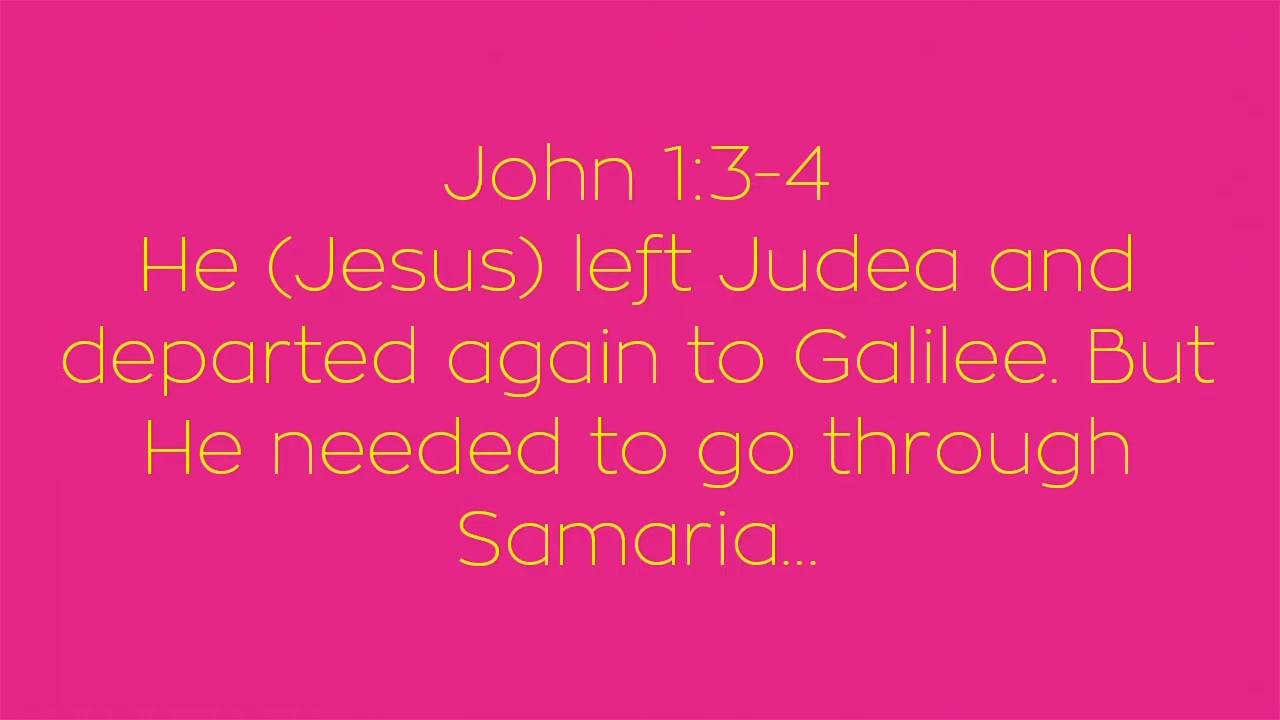 John 1:3-4
He (Jesus) left Judea and
departed again to Galilee. But
He needed to go through
Samaria...